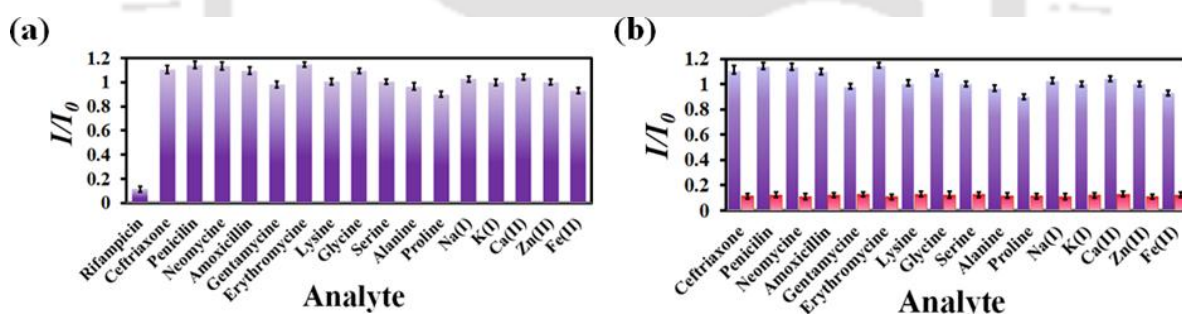 (a)
I/I0
1.2
1
0.8
0.6
0.4
0.2
0
Rifampicin
Ceftriaxone
Penicilin
Neomycine
Amoxicillin
Gentamycine
Erythromycine
Lysine
Glycine
Serine
Alanine
Proline
Na(I)
K(I)
Ca(II)
Zn(II)
Fe(II)
Analyte
(b)
I/I0
1.2
1
0.8
0.6
0.4
0.2
0
Ceftriaxone
Penicilin
Neomycine
Amoxicillin
Gentamycine
Erythromycine
Lysine
Glycine
Serine
Alanine
Proline
Na(I)
K(I)
Ca(II)
Zn(II)
Fe(II)
Analyte